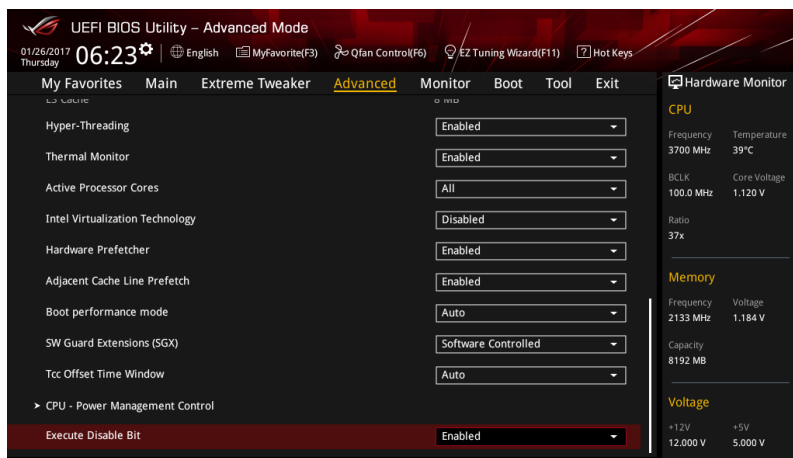 UEFI BIOS Utility – Advanced Mode
01/26/2017
Thursday
06:23
English
MyFavorite(F3)
Qfan Control(F6)
EZ Tuning Wizard(F11)
? Hot Keys
My Favorites Main Extreme Tweaker Advanced Monitor Boot Tool Exit
Hardware Monitor
L3 Cache 8 MB
Hyper-Threading Enabled
Thermal Monitor Enabled
Active Processor Cores All
Intel Virtualization Technology Disabled
Hardware Prefetcher Enabled
Adjacent Cache Line Prefetch Enabled
Boot performance mode Auto
SW Guard Extensions (SGX) Software Controlled
Tcc Offset Time Window Auto
CPU - Power Management Control
Execute Disable Bit Enabled
CPU
Frequency Temperature
3700 MHz 39°C
BCLK Core Voltage
100.0 MHz 1.120 V
Ratio
37x
Memory
Frequency Voltage
2133 MHz 1.184 V
Capacity
8192 MB
Voltage
+12V +5V
12.000 V 5.000 V